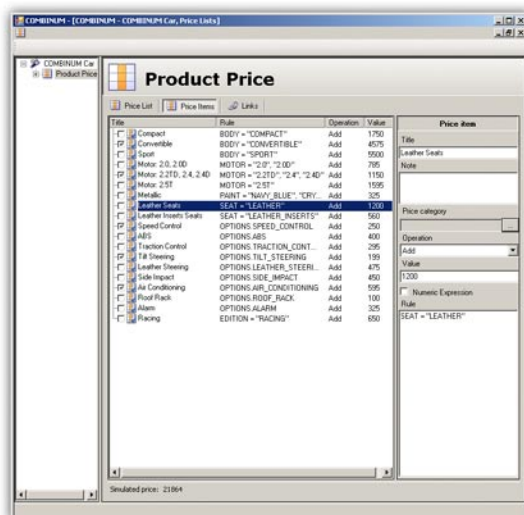 COMBINUM - [COMBINUM - COMBINUM Car, Price Lists]
COMBINUM Car
Product Price
Product Price
Price List Price Items Links
Title Rule Operation Value
Compact BODY = "COMPACT" Add 1750
Convertible BODY = "CONVERTIBLE" Add 4575
Sport BODY = "SPORT" Add 5500
Motor: 2.0, 2.0D MOTOR = "2.0", "2.0D" Add 785
Motor: 2.2TD, 2.4, 2.4D MOTOR = "2.2TD", "2.4", "2.4D" Add 1150
Motor: 2.5T MOTOR = "2.5T" Add 1595
Metallic PAINT = "NAVY_BLUE", "CRY... Add 325
Leather Seats SEAT = "LEATHER" Add 1200
Leather Inserts Seats SEAT = "LEATHER_INSERTS" Add 560
Speed Control OPTIONS.SPEED_CONTROL Add 250
ABS OPTIONS.ABS Add 400
Traction Control OPTIONS.TRACTION_CONT... Add 295
Tilt Steering OPTIONS.TILT_STEERING Add 199
Leather Steering OPTIONS.LEATHER_STEERI... Add 475
Side Impact OPTIONS.SIDE_IMPACT Add 450
Air Conditioning OPTIONS.AIR_CONDITIONING Add 595
Roof Rack OPTIONS.ROOF_RACK Add 100
Alarm OPTIONS.ALARM Add 325
Racing EDITION = "RACING" Add 650
Simulated price: 21864
Price item
Title
Leather Seats
Note
Price category
...
Operation
Add
Value
1200
Numeric Expression
Rule
SEAT = "LEATHER"